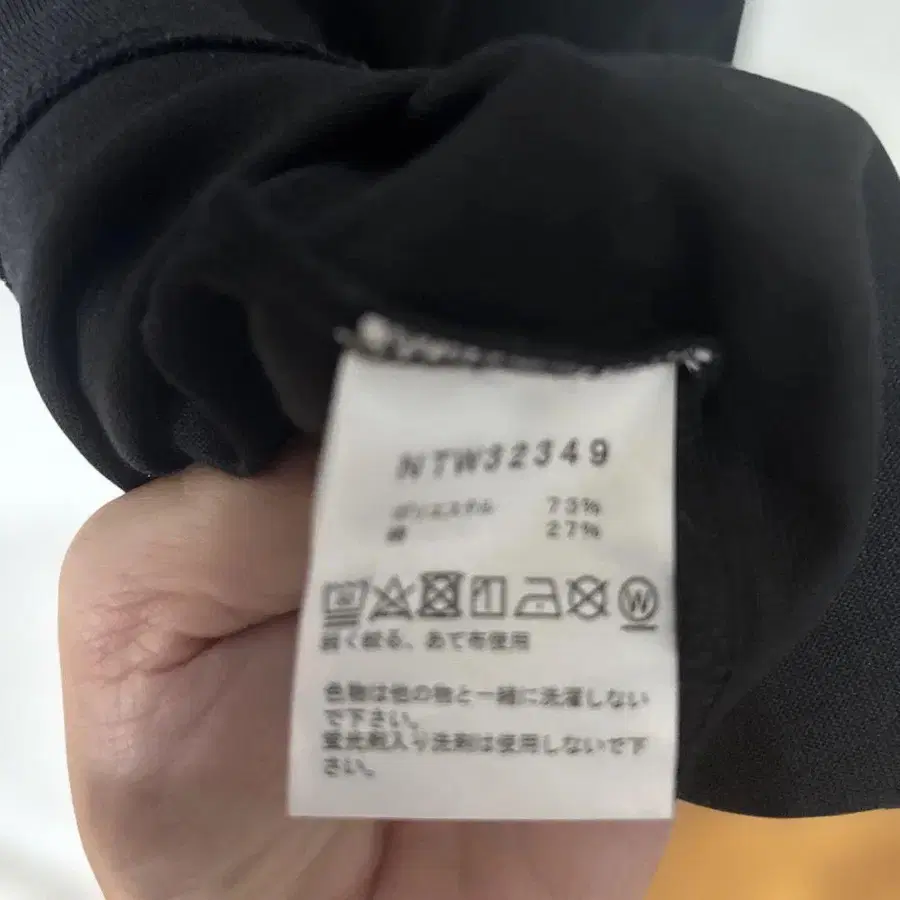 NTW32349
ポリエステル 73%
綿 27%
W
弱く絞る、あて布使用
色物は他の物と一緒に洗濯しない
で下さい。
蛍光剤入り洗剤は使用しないで下
さい。